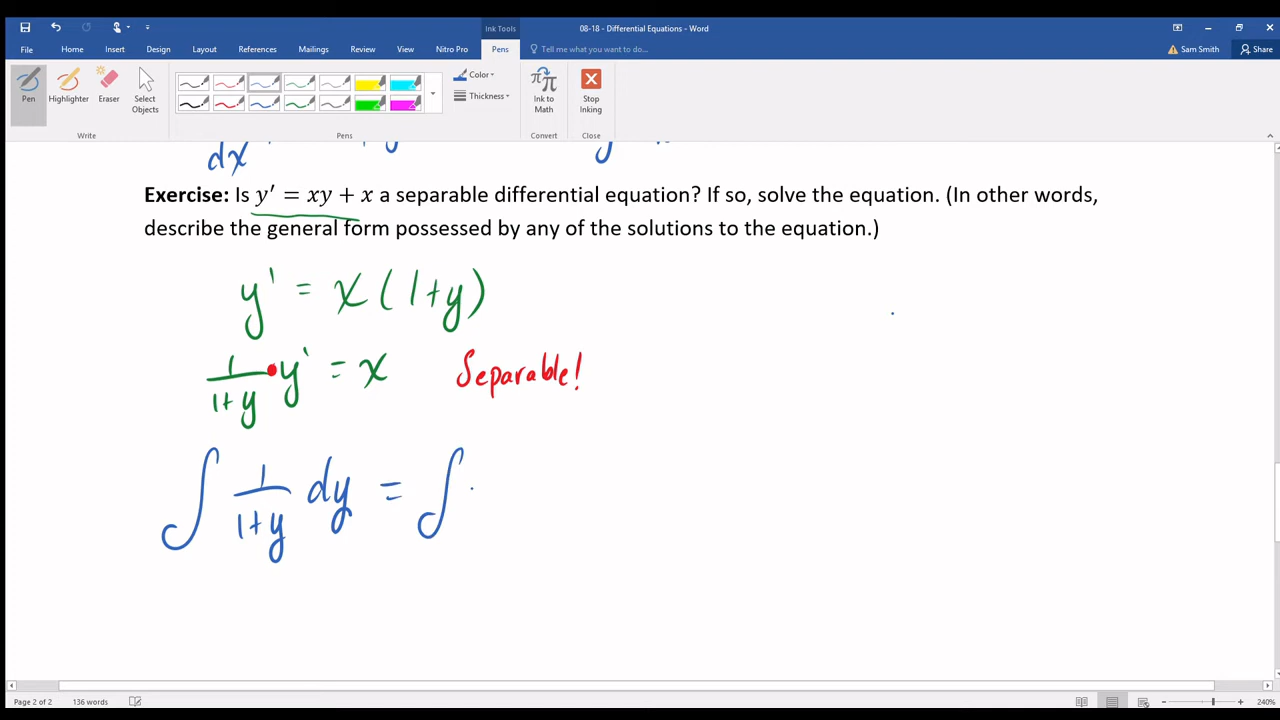 Ink Tools
08-18 - Differential Equations - Word
File Home Insert Design Layout References Mailings Review View Nitro Pro Pens Tell me what you want to do... Sam Smith Share
Pen Highlighter Eraser Select Objects
Color
Thickness
Ink to Math
Stop Inking
Write Pens Convert Close
dx
Exercise: Is y′ = xy + x a separable differential equation? If so, solve the equation. (In other words,
describe the general form possessed by any of the solutions to the equation.)
y' = x (1+y)
1/(1+y) • y' = x Separable!
∫ 1/(1+y) dy = ∫
Page 2 of 2 136 words 240%